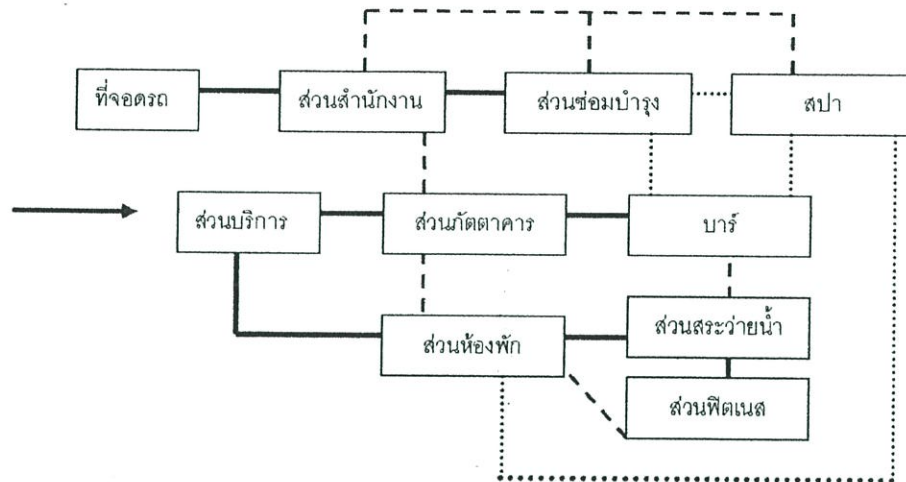 ที่จอดรถ
ส่วนสำนักงาน
ส่วนซ่อมบำรุง
สปา
ส่วนบริการ
ส่วนภัตตาคาร
บาร์
ส่วนห้องพัก
ส่วนสระว่ายน้ำ
ส่วนฟิตเนส